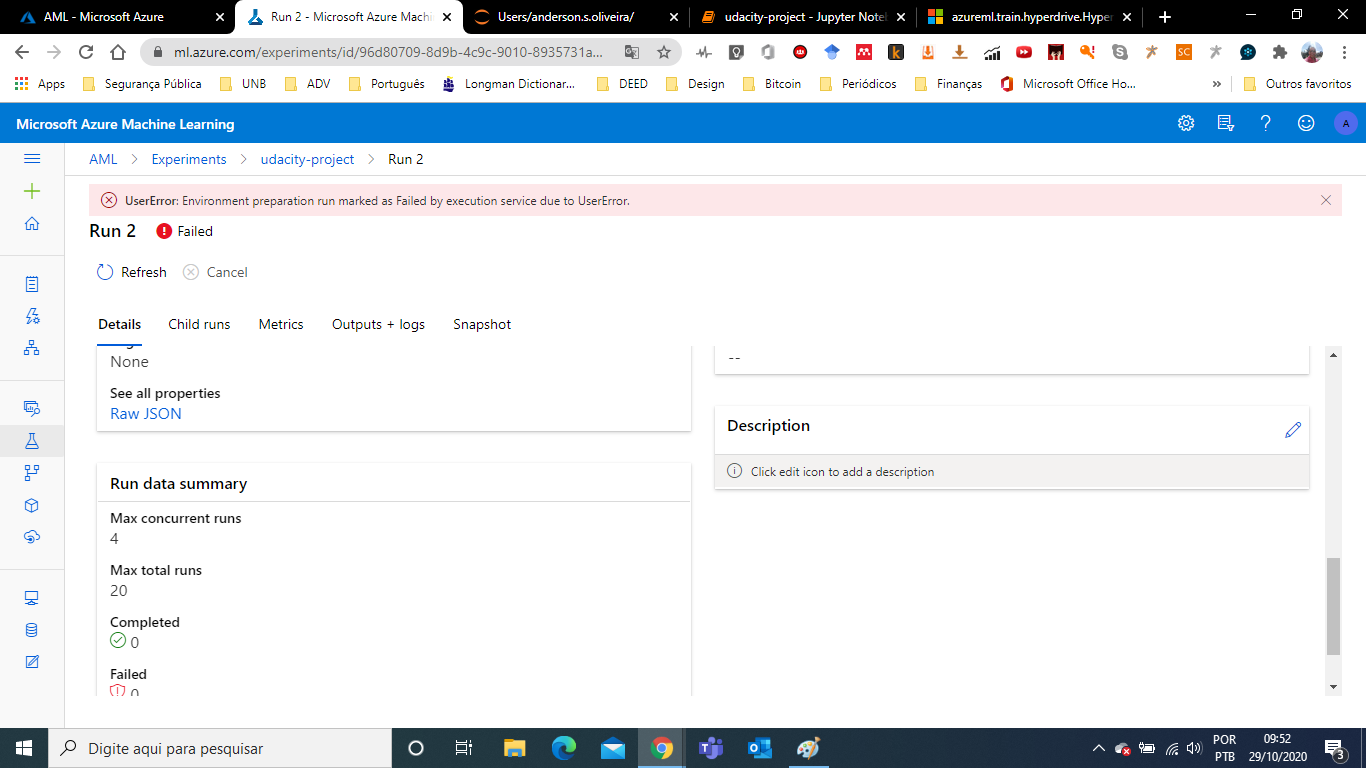 AML - Microsoft Azure
Run 2 - Microsoft Azure Machi
Users/anderson.s.oliveira/
udacity-project - Jupyter Note
azureml.train.hyperdrive.Hyper
ml.azure.com/experiments/id/96d80709-8d9b-4c9c-9010-8935731a...
Apps
Segurança Pública
UNB
ADV
Português
Longman Dictionar...
DEED
Design
Bitcoin
Periódicos
Finanças
Microsoft Office Ho...
»
Outros favoritos
Microsoft Azure Machine Learning
A
AML > Experiments > udacity-project > Run 2
UserError: Environment preparation run marked as Failed by execution service due to UserError.
Run 2 Failed
Refresh Cancel
Details Child runs Metrics Outputs + logs Snapshot
None
--
See all properties
Raw JSON
Description
Click edit icon to add a description
Run data summary
Max concurrent runs
4
Max total runs
20
Completed
0
Failed
0
Digite aqui para pesquisar
POR
PTB
09:52
29/10/2020
3